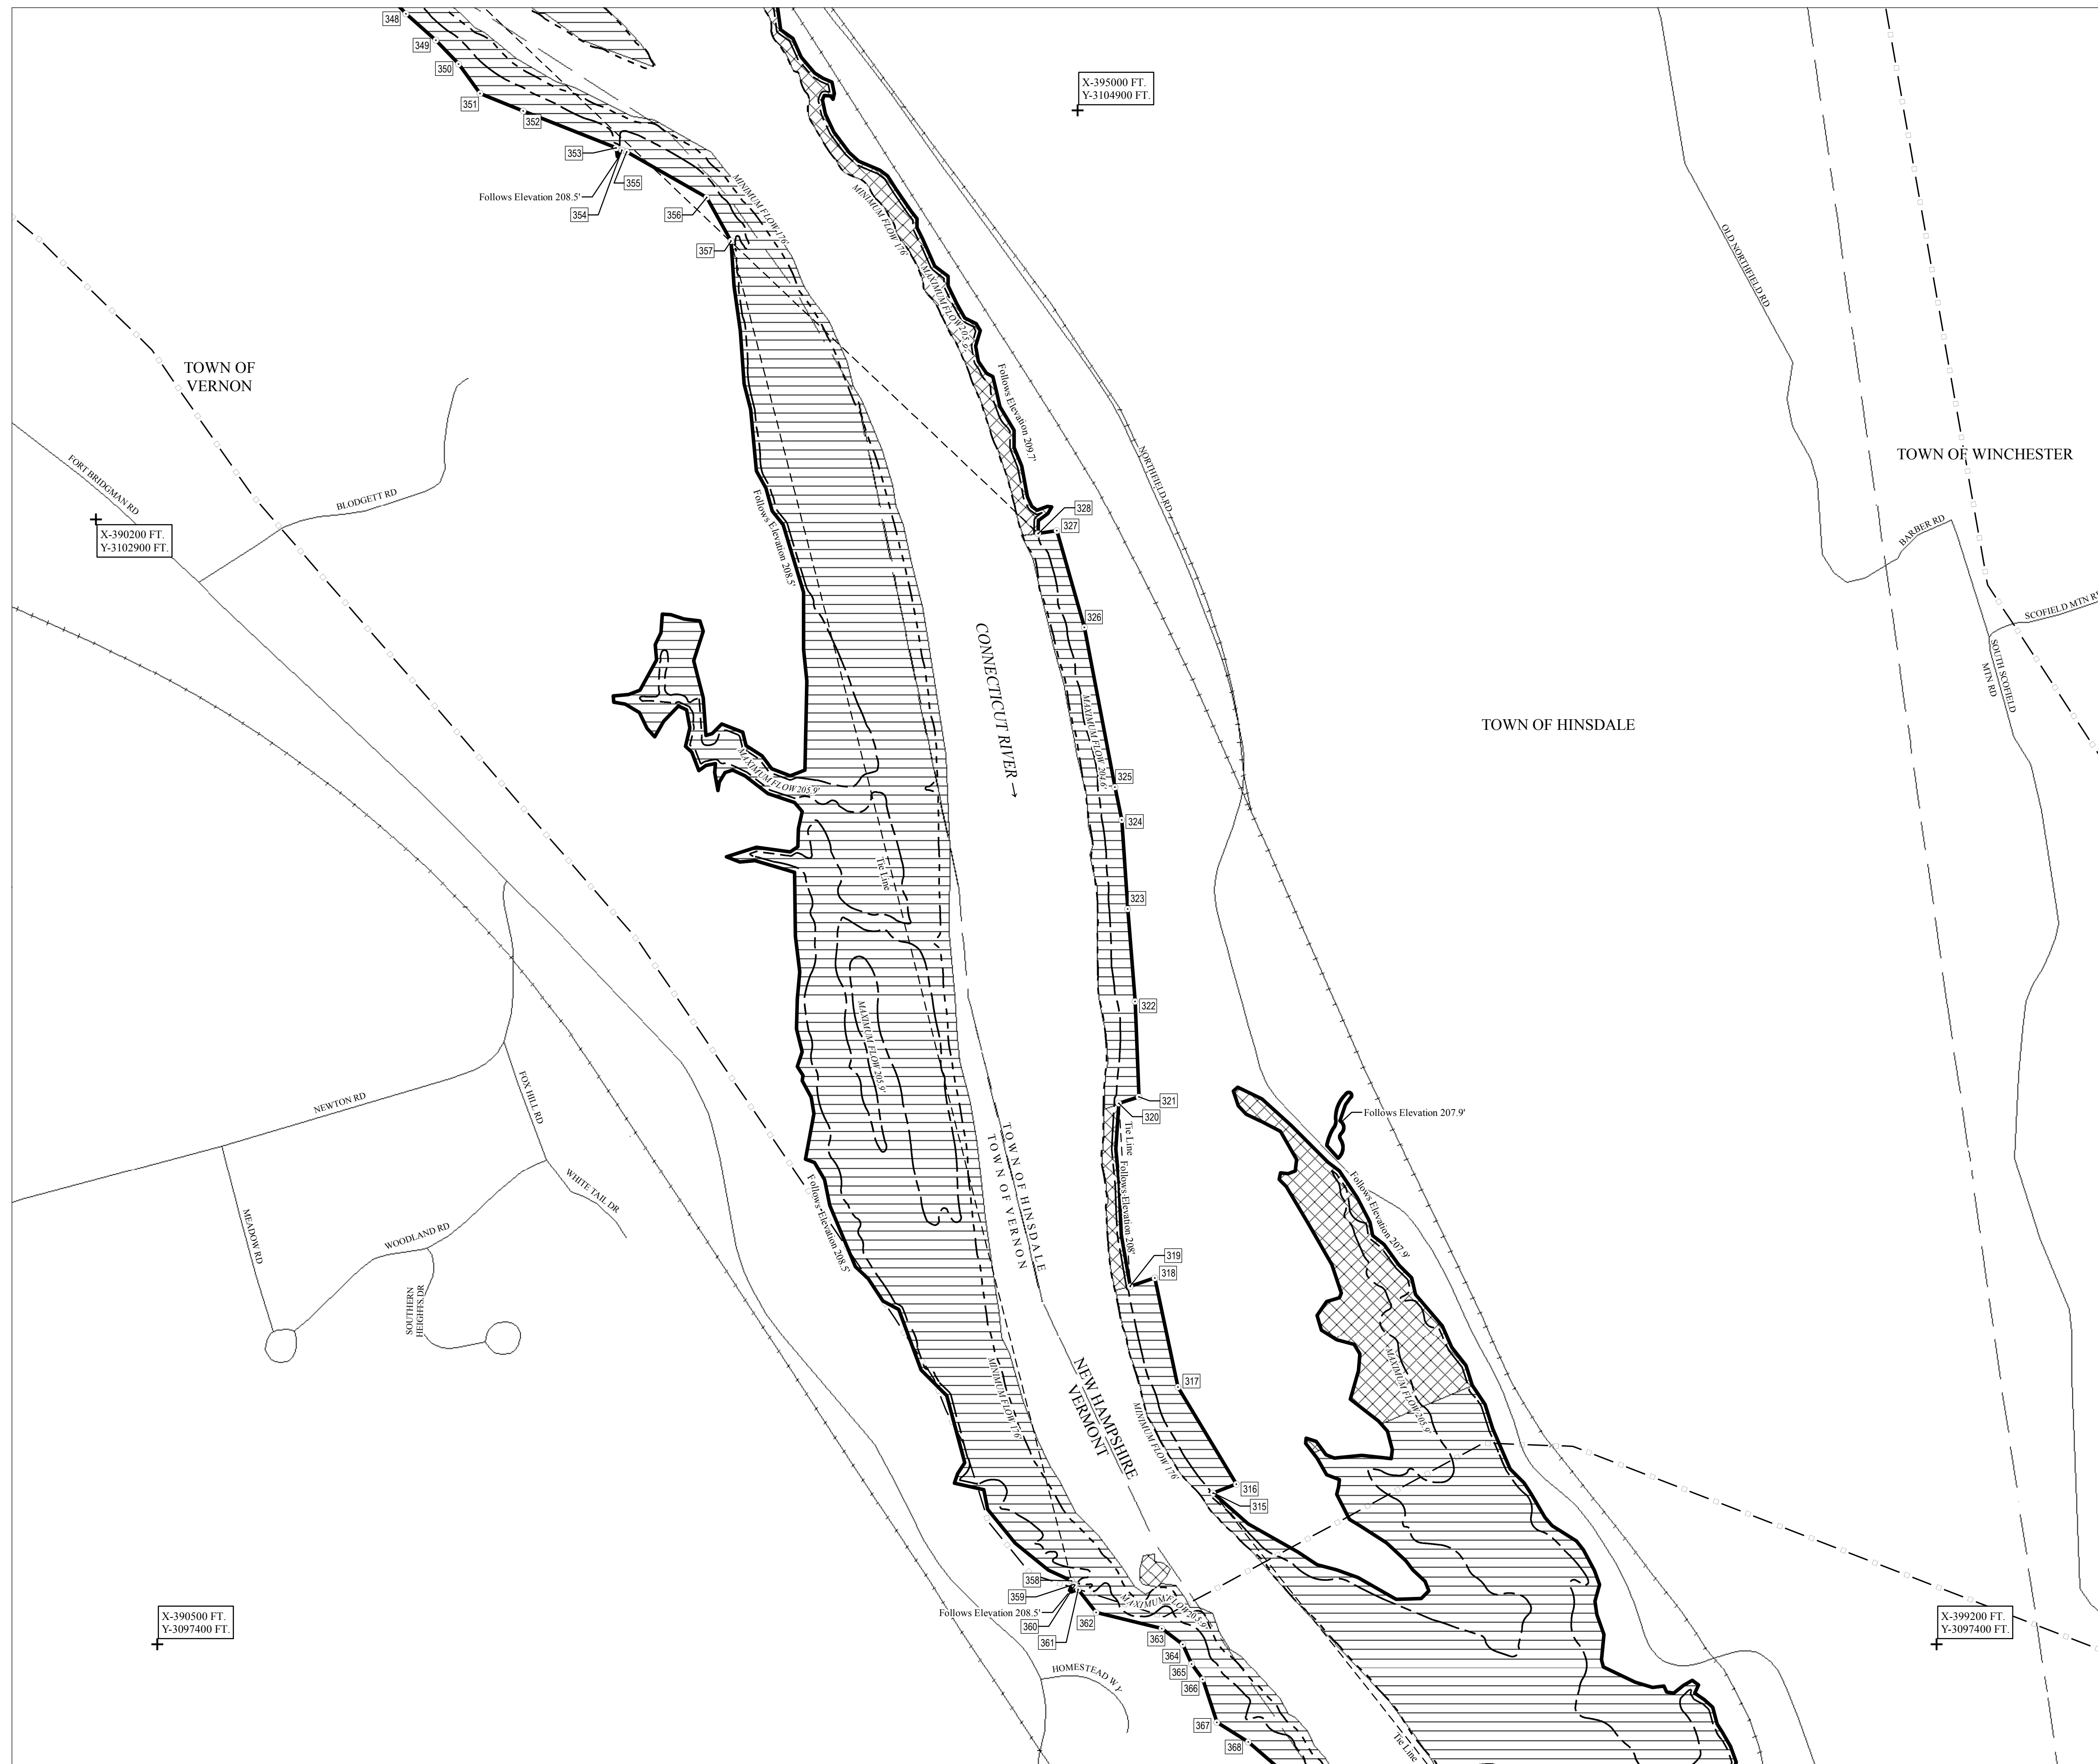 348
349
350
351
352
353
355
Follows Elevation 208.5'
354
356
357
MINIMUM FLOW 176'
MINIMUM FLOW 176'
MAXIMUM FLOW 205.9'
X-395000 FT.
Y-3104900 FT.
OLD NORTHFIELD RD
TOWN OF
VERNON
FORT BRIDGMAN RD
BLODGETT RD
X-390200 FT.
Y-3102900 FT.
Follows Elevation 209.7'
NORTHFIELD RD
TOWN OF WINCHESTER
BARBER RD
SCOFIELD MTN RD
SOUTH SCOFIELD
MTN RD
Follows Elevation 208.5'
328
327
326
CONNECTICUT RIVER →
MAXIMUM FLOW 204.6'
TOWN OF HINSDALE
MAXIMUM FLOW 205.9'
325
324
Tie Line
323
322
MAXIMUM FLOW 205.9'
321
320
Follows Elevation 207.9'
NEWTON RD
FOX HILL RD
WHITE TAIL DR
MEADOW RD
WOODLAND RD
SOUTHERN
HEIGHTS DR
Follows Elevation 208.5'
TOWN OF HINSDALE
TOWN OF VERNON
Tie Line
Follows Elevation 208'
Follows Elevation 207.9'
319
318
317
MINIMUM FLOW 176'
NEW HAMPSHIRE
VERMONT
MINIMUM FLOW 176'
MAXIMUM FLOW 205.9'
316
315
358
359
Follows Elevation 208.5'
360
361
362
MAXIMUM FLOW 205.9'
363
364
365
366
367
368
HOMESTEAD WY
X-390500 FT.
Y-3097400 FT.
X-399200 FT.
Y-3097400 FT.
Tie Line